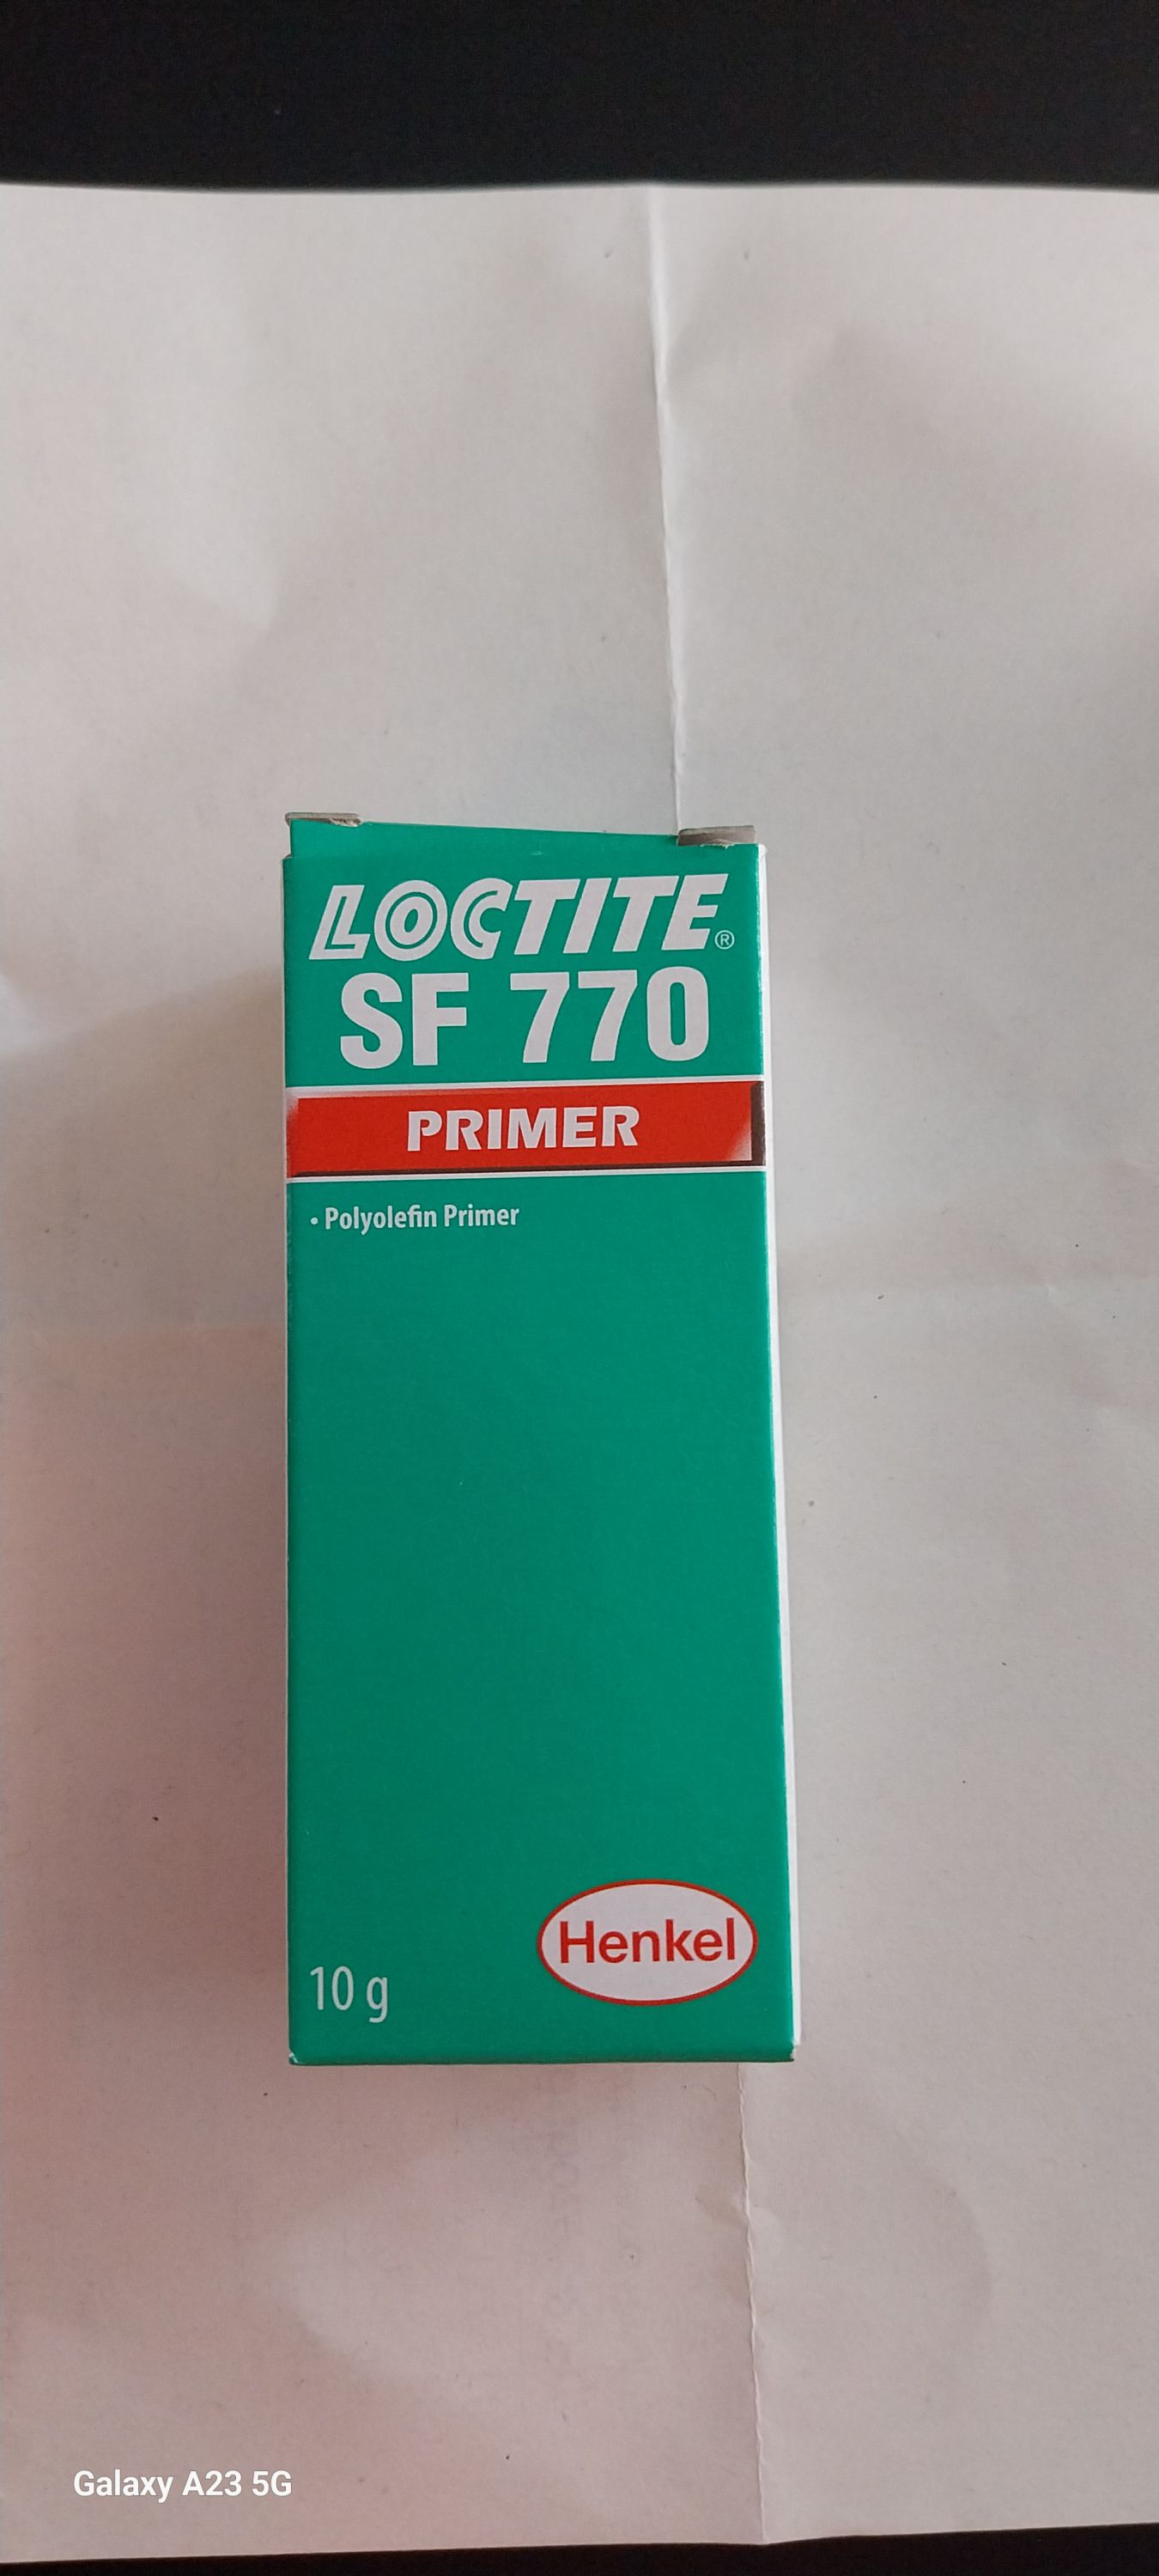 LOCTITE®
SF 770
PRIMER
• Polyolefin Primer
Henkel
10 g
Galaxy A23 5G